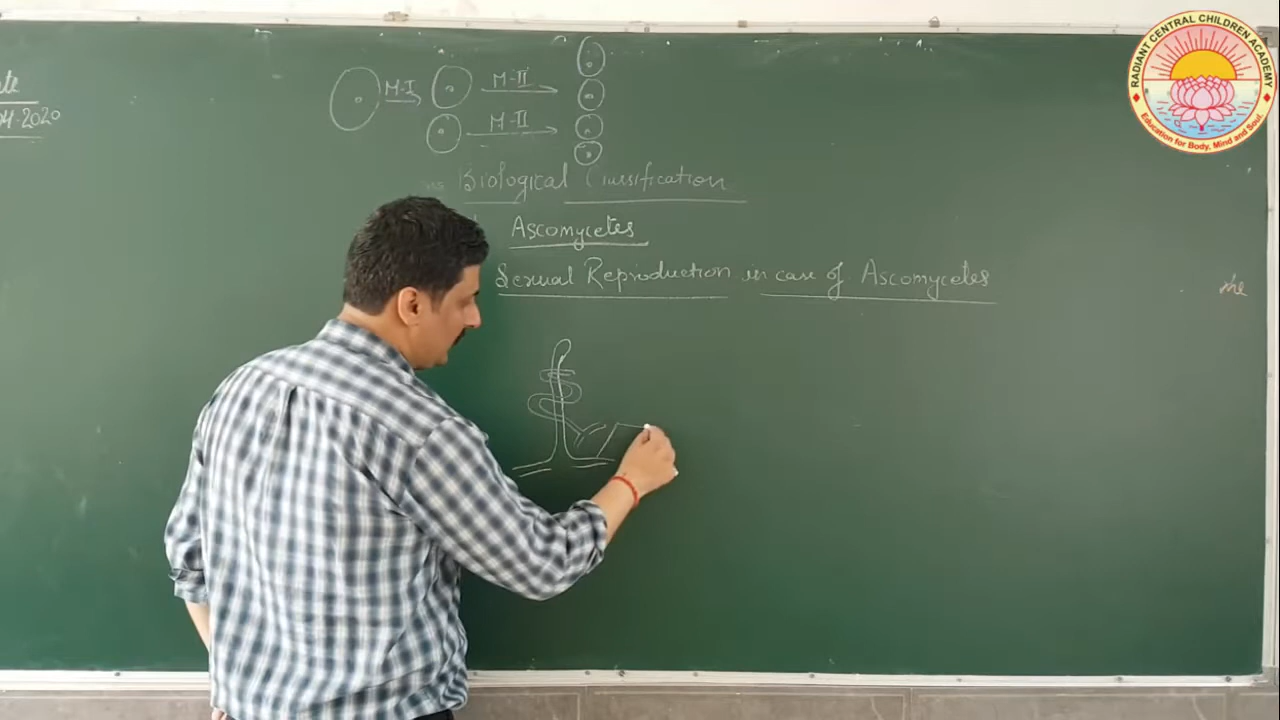 M-I
M-II
M-II
04.2020
Biological Classification
Ascomycetes
Sexual Reproduction in case of Ascomycetes
RADIANT CENTRAL CHILDREN ACADEMY
Education for Body, Mind and Soul.